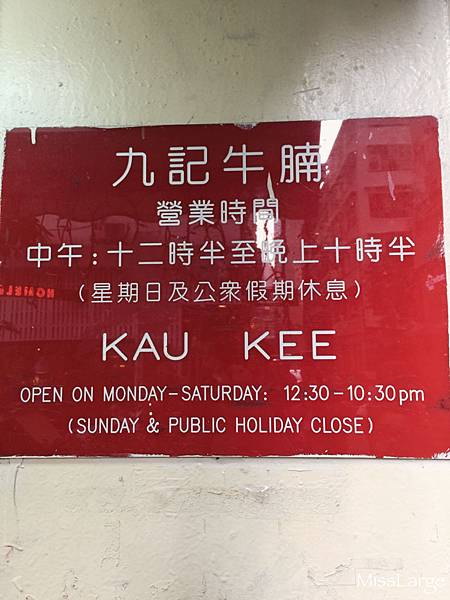 九記牛腩
營業時間
中午：十二時半至晚上十時半
（星期日及公眾假期休息）
KAU KEE
OPEN ON MONDAY–SATURDAY: 12:30–10:30pm
(SUNDAY & PUBLIC HOLIDAY CLOSE)
MissLarge